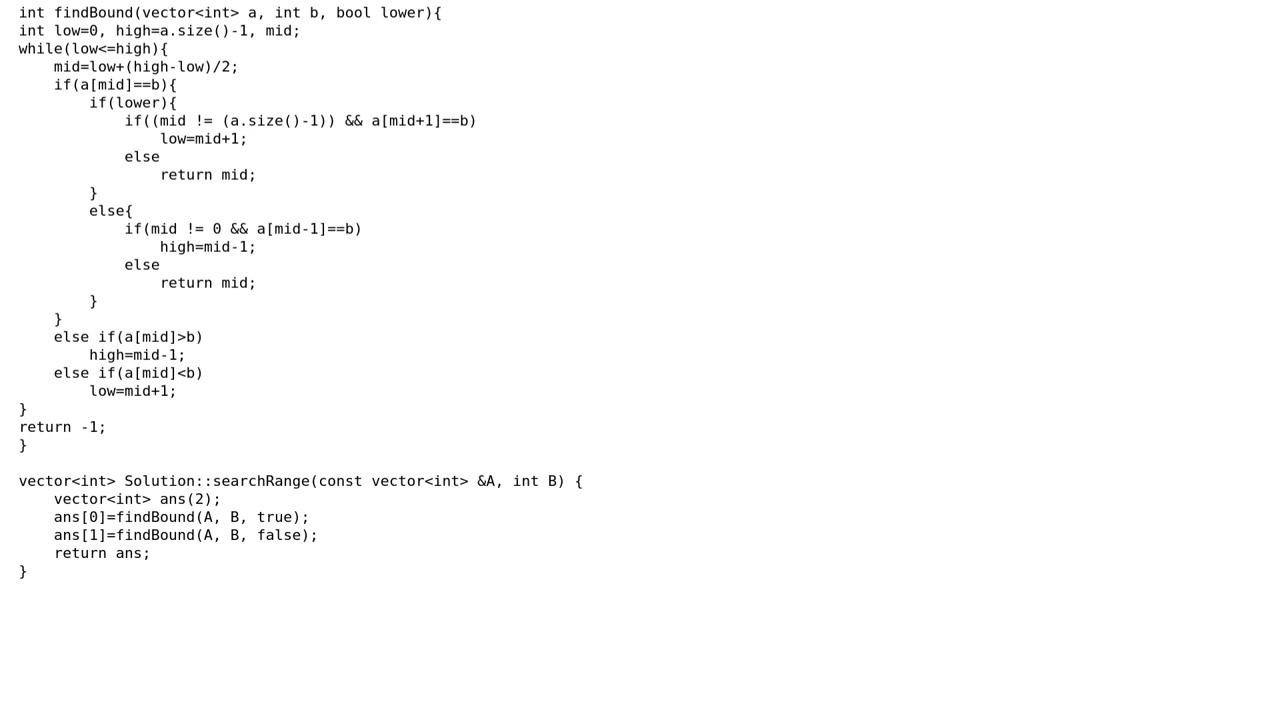 int findBound(vector<int> a, int b, bool lower){
int low=0, high=a.size()-1, mid;
while(low<=high){
    mid=low+(high-low)/2;
    if(a[mid]==b){
        if(lower){
            if((mid != (a.size()-1)) && a[mid+1]==b)
                low=mid+1;
            else
                return mid;
        }
        else{
            if(mid != 0 && a[mid-1]==b)
                high=mid-1;
            else
                return mid;
        }
    }
    else if(a[mid]>b)
        high=mid-1;
    else if(a[mid]<b)
        low=mid+1;
}
return -1;
}

vector<int> Solution::searchRange(const vector<int> &A, int B) {
    vector<int> ans(2);
    ans[0]=findBound(A, B, true);
    ans[1]=findBound(A, B, false);
    return ans;
}